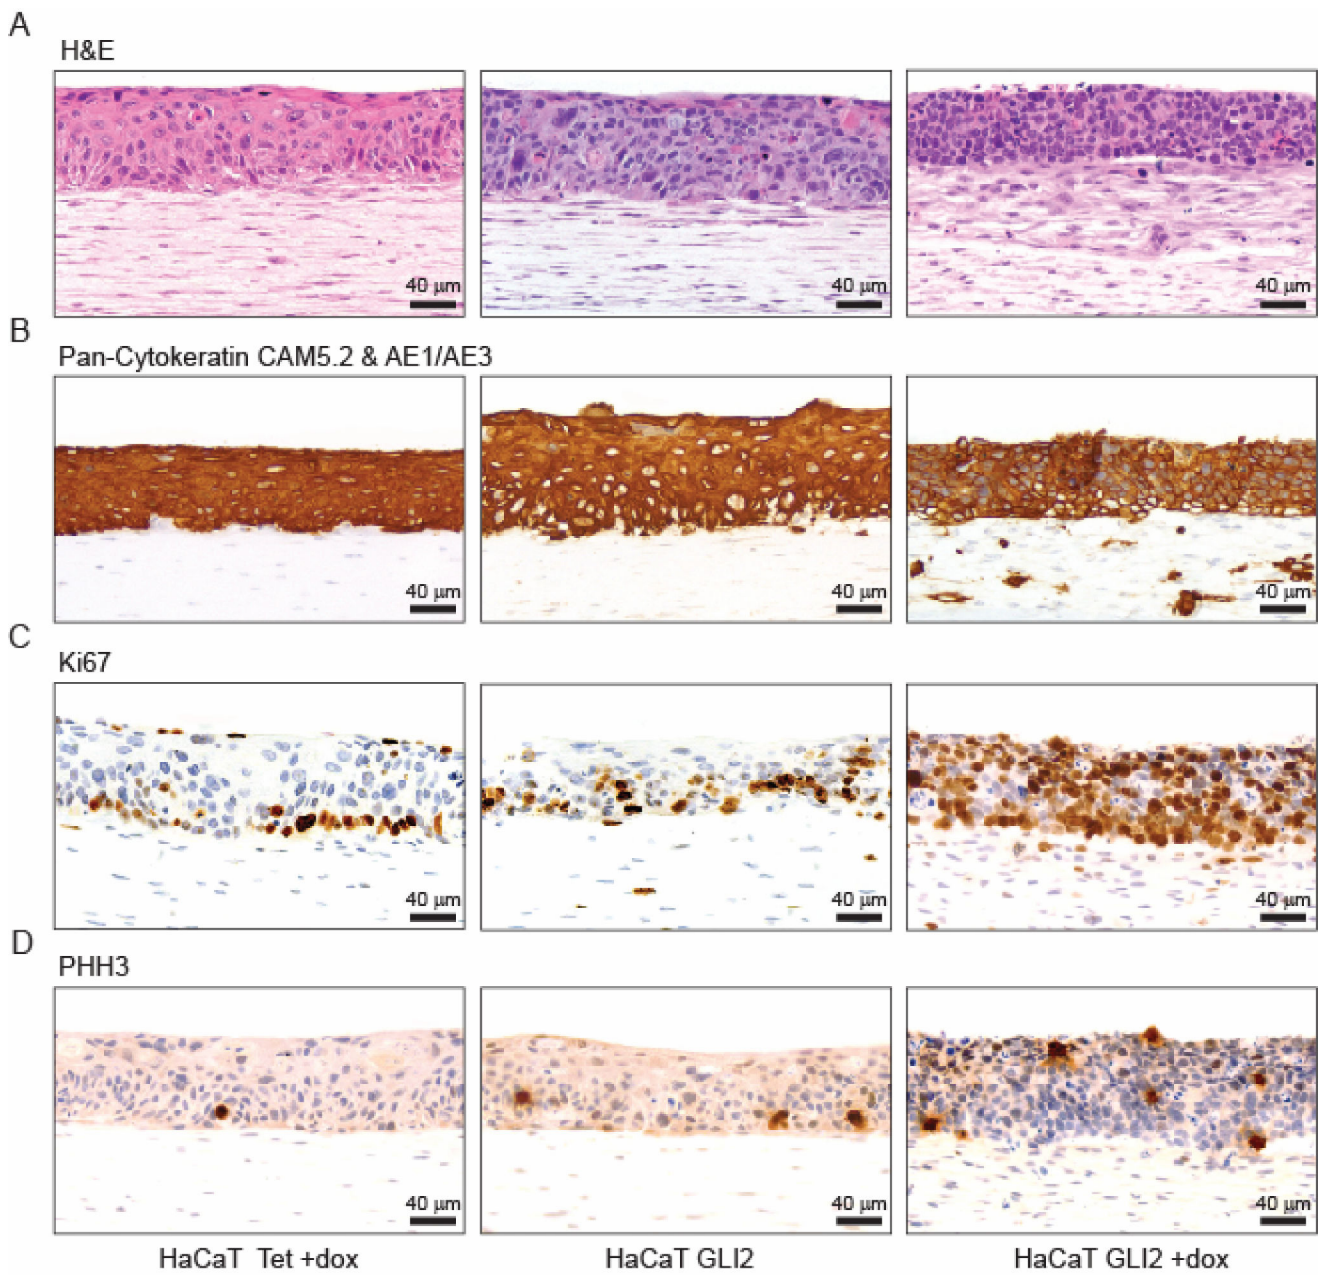 A
H&E
40 μm
40 μm
40 μm
B
Pan-Cytokeratin CAM5.2 & AE1/AE3
40 μm
40 μm
40 μm
C
Ki67
40 μm
40 μm
40 μm
D
PHH3
40 μm
40 μm
40 μm
HaCaT Tet +dox
HaCaT GLI2
HaCaT GLI2 +dox